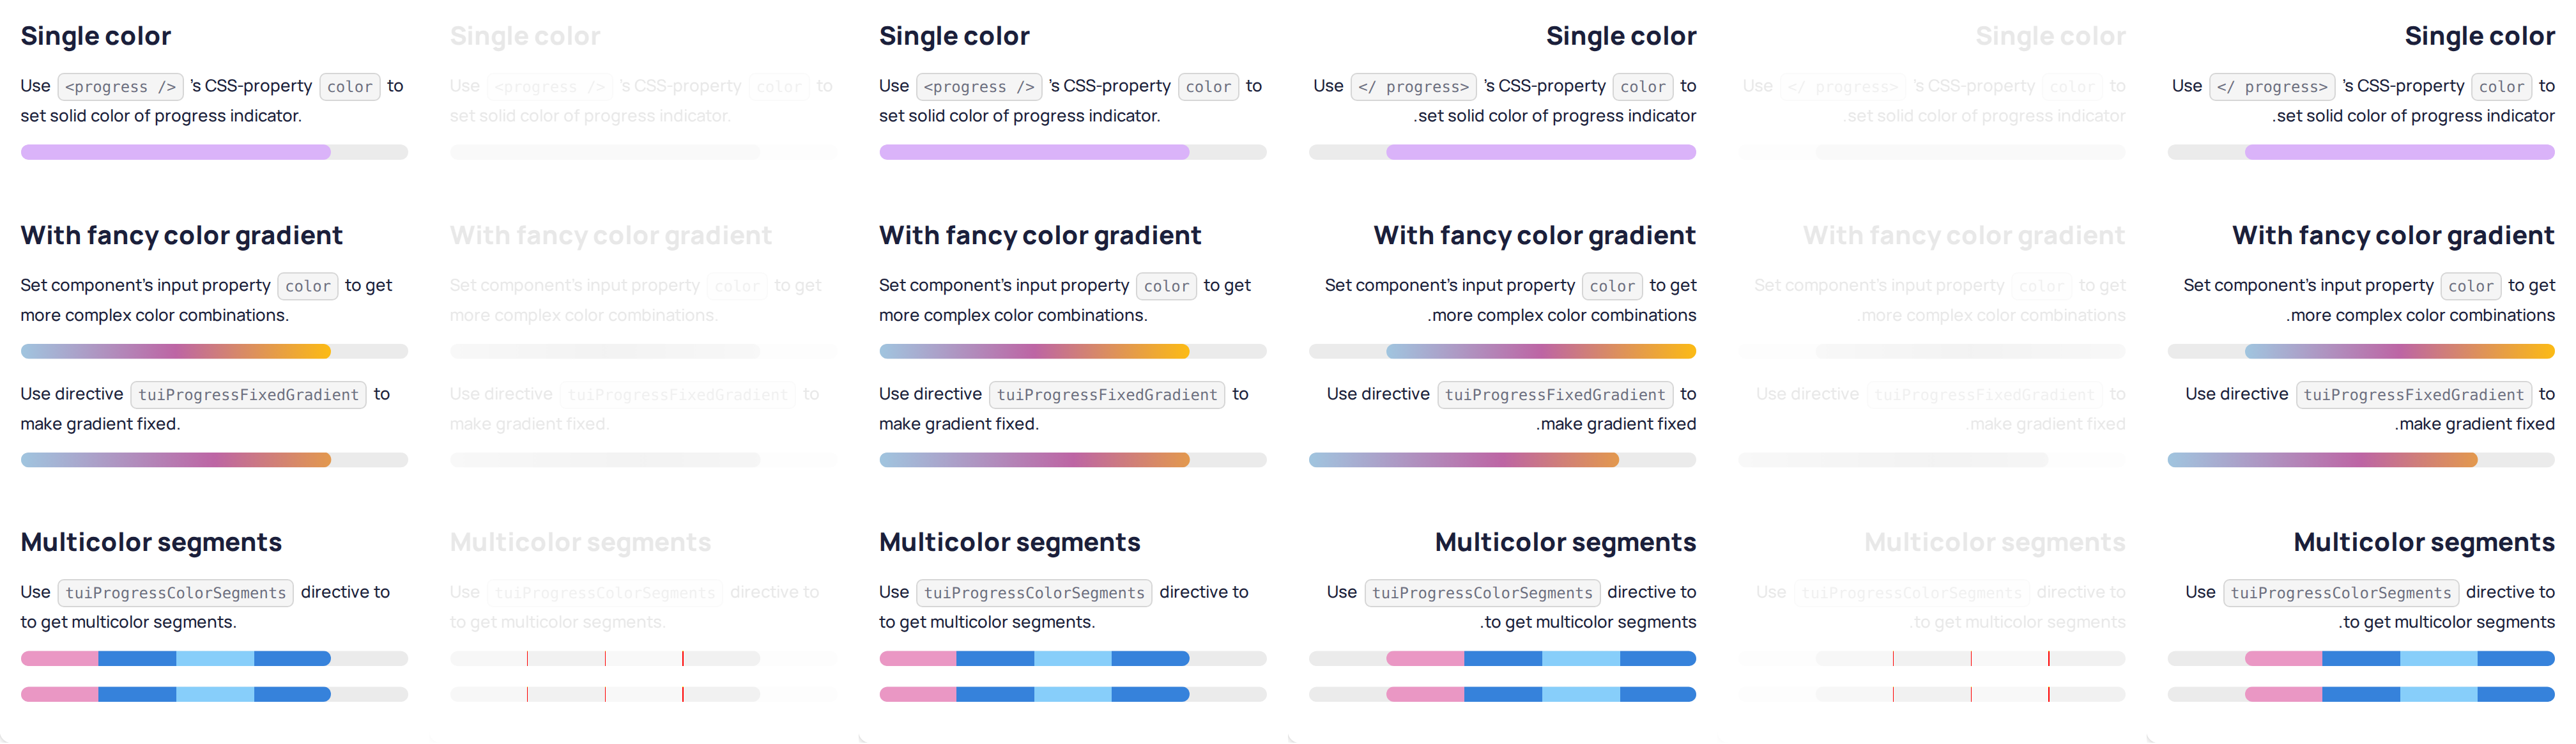 Single color
Use <progress /> ’s CSS-property color to
set solid color of progress indicator.
With fancy color gradient
Set component’s input property color to get
more complex color combinations.
Use directive tuiProgressFixedGradient to
make gradient fixed.
Multicolor segments
Use tuiProgressColorSegments directive to
to get multicolor segments.
Single color
Use <progress /> ’s CSS-property color to
set solid color of progress indicator.
With fancy color gradient
Set component’s input property color to get
more complex color combinations.
Use directive tuiProgressFixedGradient to
make gradient fixed.
Multicolor segments
Use tuiProgressColorSegments directive to
to get multicolor segments.
Single color
Use <progress /> ’s CSS-property color to
set solid color of progress indicator.
With fancy color gradient
Set component’s input property color to get
more complex color combinations.
Use directive tuiProgressFixedGradient to
make gradient fixed.
Multicolor segments
Use tuiProgressColorSegments directive to
to get multicolor segments.
Single color
Use </ progress> ’s CSS-property color to
.set solid color of progress indicator
With fancy color gradient
Set component’s input property color to get
.more complex color combinations
Use directive tuiProgressFixedGradient to
.make gradient fixed
Multicolor segments
Use tuiProgressColorSegments directive to
.to get multicolor segments
Single color
Use </ progress> ’s CSS-property color to
.set solid color of progress indicator
With fancy color gradient
Set component’s input property color to get
.more complex color combinations
Use directive tuiProgressFixedGradient to
.make gradient fixed
Multicolor segments
Use tuiProgressColorSegments directive to
.to get multicolor segments
Single color
Use </ progress> ’s CSS-property color to
.set solid color of progress indicator
With fancy color gradient
Set component’s input property color to get
.more complex color combinations
Use directive tuiProgressFixedGradient to
.make gradient fixed
Multicolor segments
Use tuiProgressColorSegments directive to
.to get multicolor segments